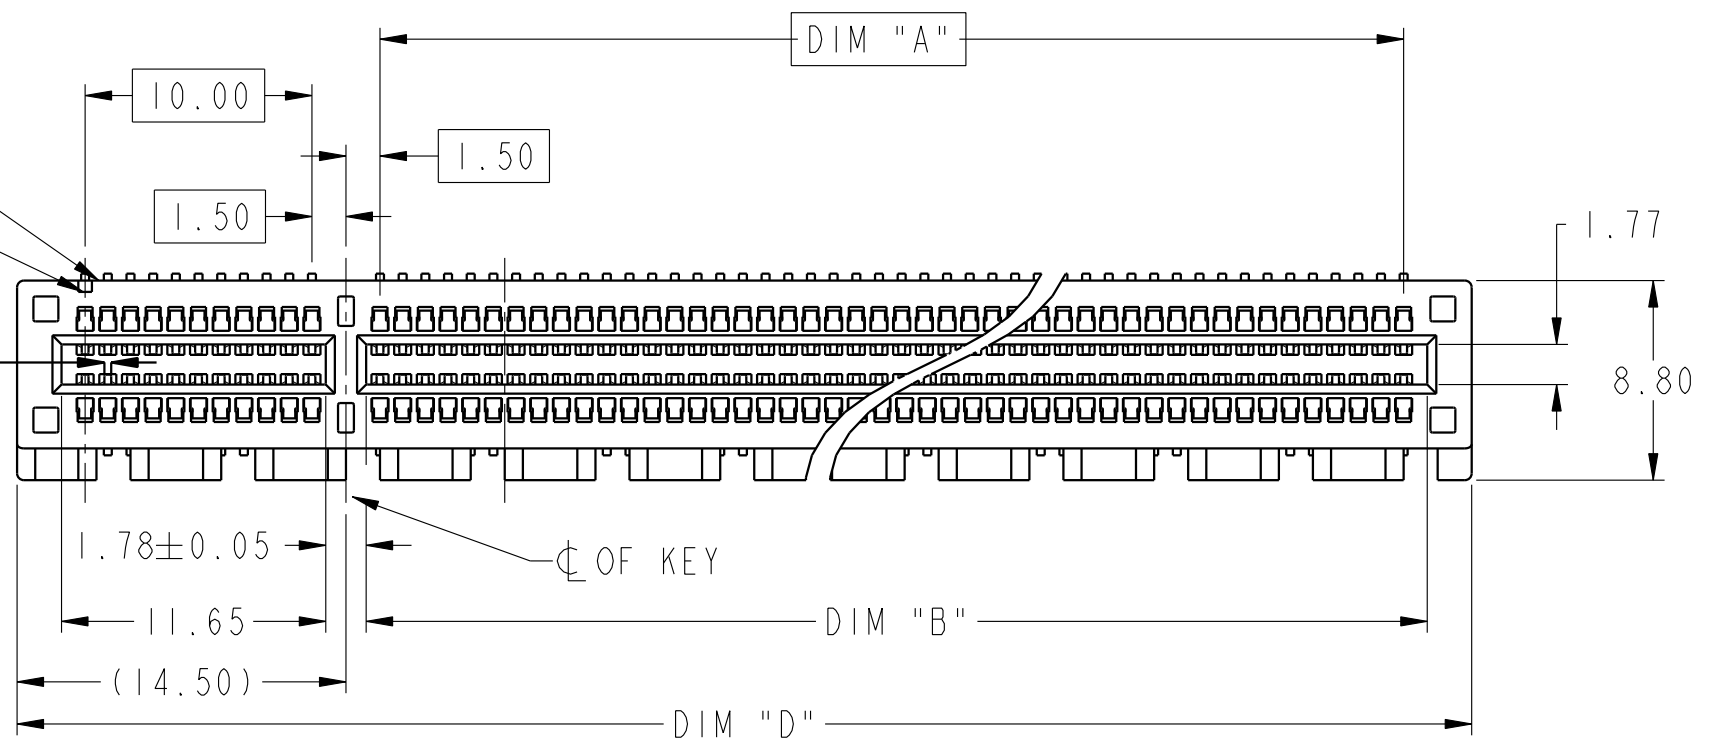 DIM "A"
10.00
1.50
1.50
1.77
8.80
1.78±0.05
℄ OF KEY
11.65
DIM "B"
(14.50)
DIM "D"